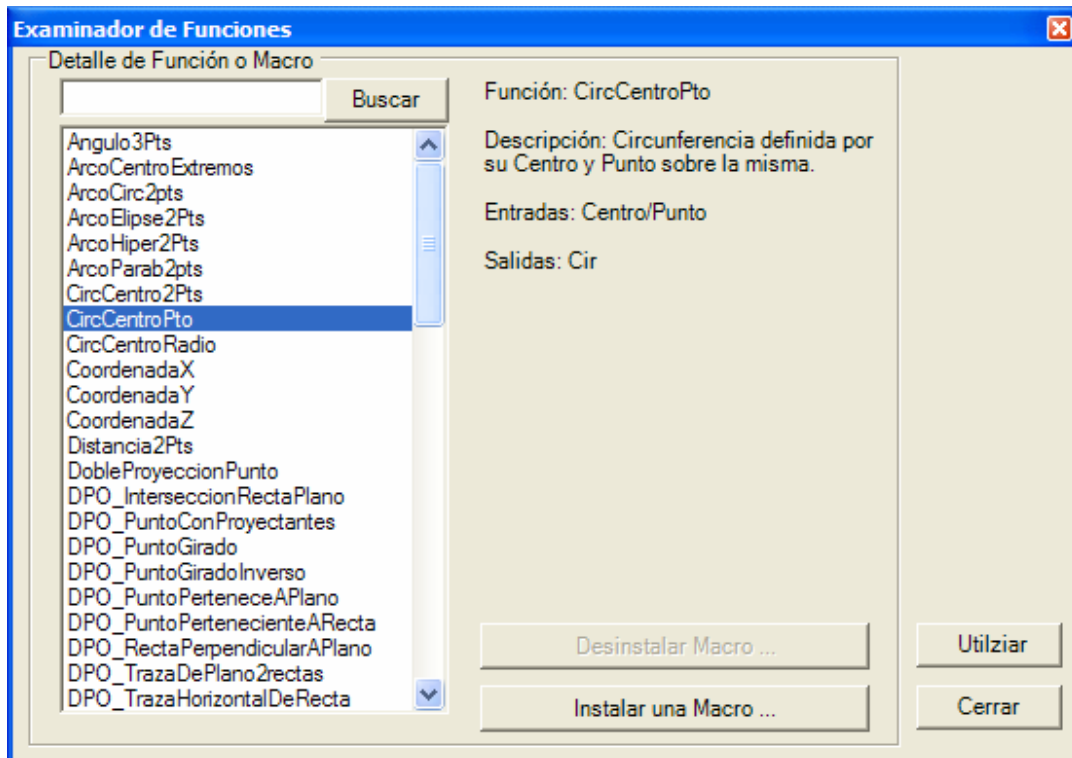 Examinador de Funciones
Detalle de Función o Macro
Buscar
Angulo3Pts
ArcoCentroExtremos
ArcoCirc2pts
ArcoElipse2Pts
ArcoHiper2Pts
ArcoParab2pts
CircCentro2Pts
CircCentroPto
CircCentroRadio
CoordenadaX
CoordenadaY
CoordenadaZ
Distancia2Pts
DobleProyeccionPunto
DPO_InterseccionRectaPlano
DPO_PuntoConProyectantes
DPO_PuntoGirado
DPO_PuntoGiradoInverso
DPO_PuntoPerteneceAPlano
DPO_PuntoPertenecienteARecta
DPO_RectaPerpendicularAPlano
DPO_TrazaDePlano2rectas
DPO_TrazaHorizontalDeRecta
Función: CircCentroPto
Descripción: Circunferencia definida por
su Centro y Punto sobre la misma.
Entradas: Centro/Punto
Salidas: Cir
Desinstalar Macro ...
Instalar una Macro ...
Utilziar
Cerrar